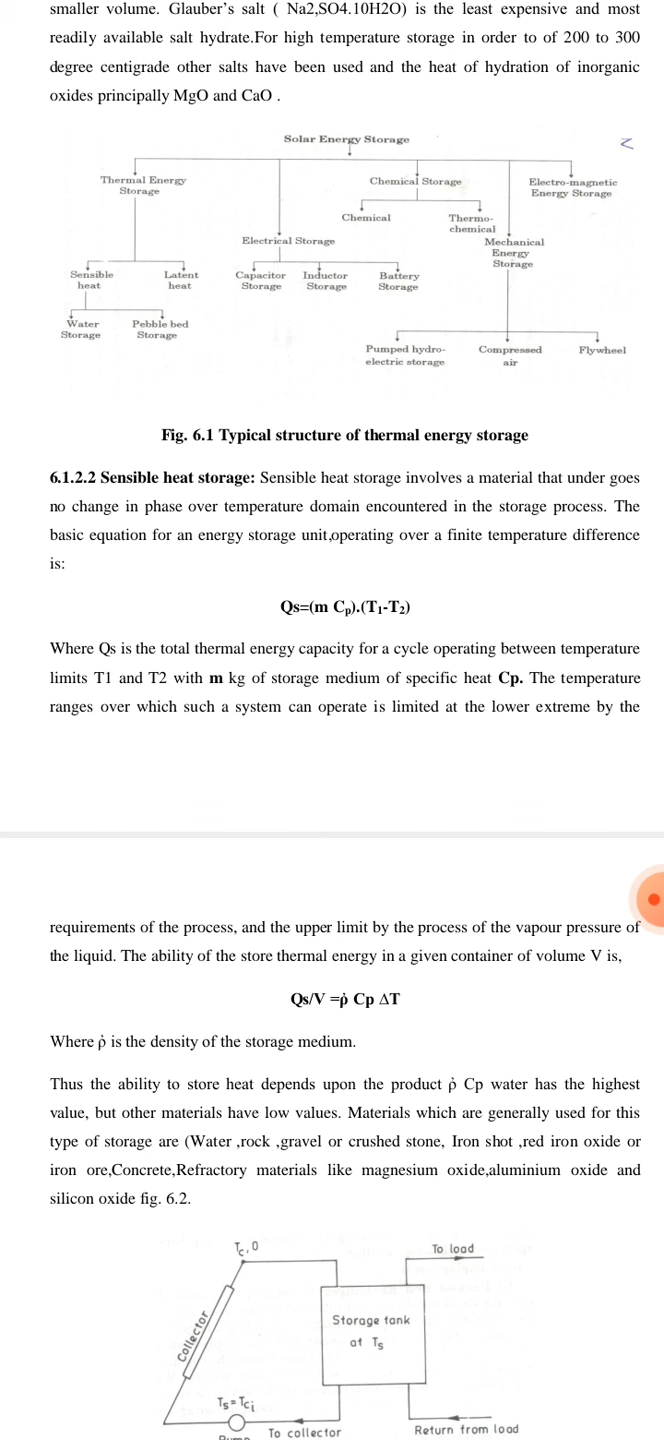 smaller volume. Glauber's salt ( Na2,SO4.10H2O) is the least expensive and most
readily available salt hydrate.For high temperature storage in order to of 200 to 300
degree centigrade other salts have been used and the heat of hydration of inorganic
oxides principally MgO and CaO .
Solar Energy Storage
Thermal Energy
Storage
Chemical Storage
Electro-magnetic
Energy Storage
Chemical
Thermo-
chemical
Electrical Storage
Mechanical
Energy
Storage
Sensible
heat
Latent
heat
Capacitor
Storage
Inductor
Storage
Battery
Storage
Water
Storage
Pebble bed
Storage
Pumped hydro-
electric storage
Compressed
air
Flywheel
Fig. 6.1 Typical structure of thermal energy storage
6.1.2.2 Sensible heat storage: Sensible heat storage involves a material that under goes
no change in phase over temperature domain encountered in the storage process. The
basic equation for an energy storage unit,operating over a finite temperature difference
is:
Qs=(m Cₚ).(T₁-T₂)
Where Qs is the total thermal energy capacity for a cycle operating between temperature
limits T1 and T2 with m kg of storage medium of specific heat Cp. The temperature
ranges over which such a system can operate is limited at the lower extreme by the
requirements of the process, and the upper limit by the process of the vapour pressure of
the liquid. The ability of the store thermal energy in a given container of volume V is,
Qs/V =ρ̇ Cp ΔT
Where ρ̇ is the density of the storage medium.
Thus the ability to store heat depends upon the product ρ̇ Cp water has the highest
value, but other materials have low values. Materials which are generally used for this
type of storage are (Water ,rock ,gravel or crushed stone, Iron shot ,red iron oxide or
iron ore,Concrete,Refractory materials like magnesium oxide,aluminium oxide and
silicon oxide fig. 6.2.
Tc,0
To load
Collector
Storage tank
at Ts
Ts = Tci
To collector
Return from load